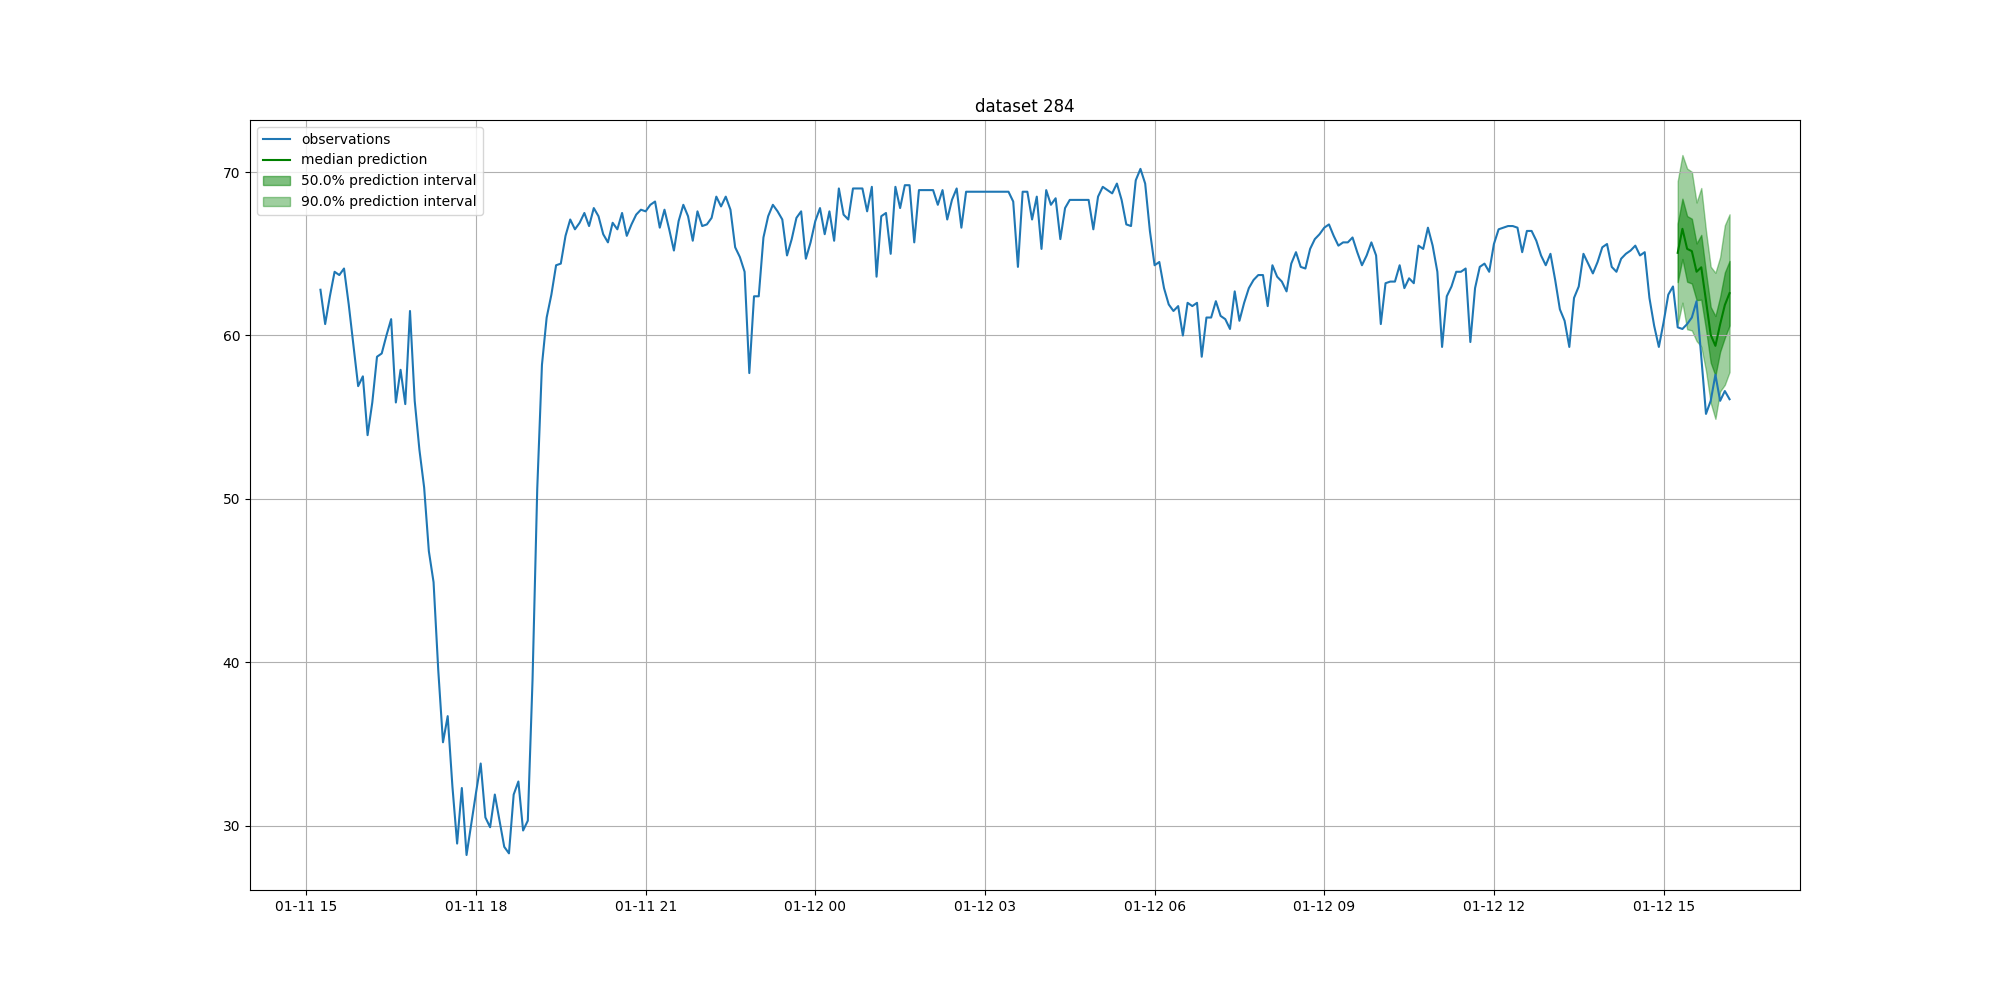 dataset 284
observations
median prediction
50.0% prediction interval
90.0% prediction interval
70
60
50
40
30
01-11 15 01-11 18 01-11 21 01-12 00 01-12 03 01-12 06 01-12 09 01-12 12 01-12 15